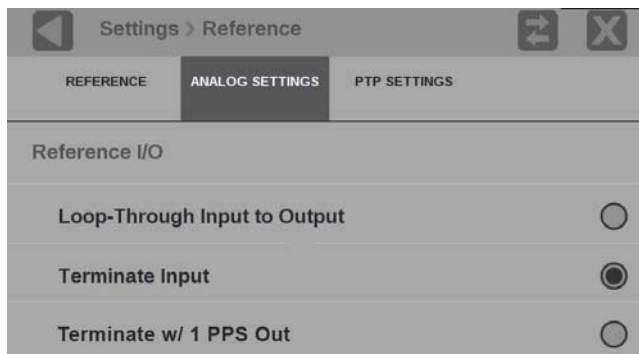 Settings > Reference
REFERENCE ANALOG SETTINGS PTP SETTINGS
Reference I/O
Loop-Through Input to Output
Terminate Input
Terminate w/ 1 PPS Out